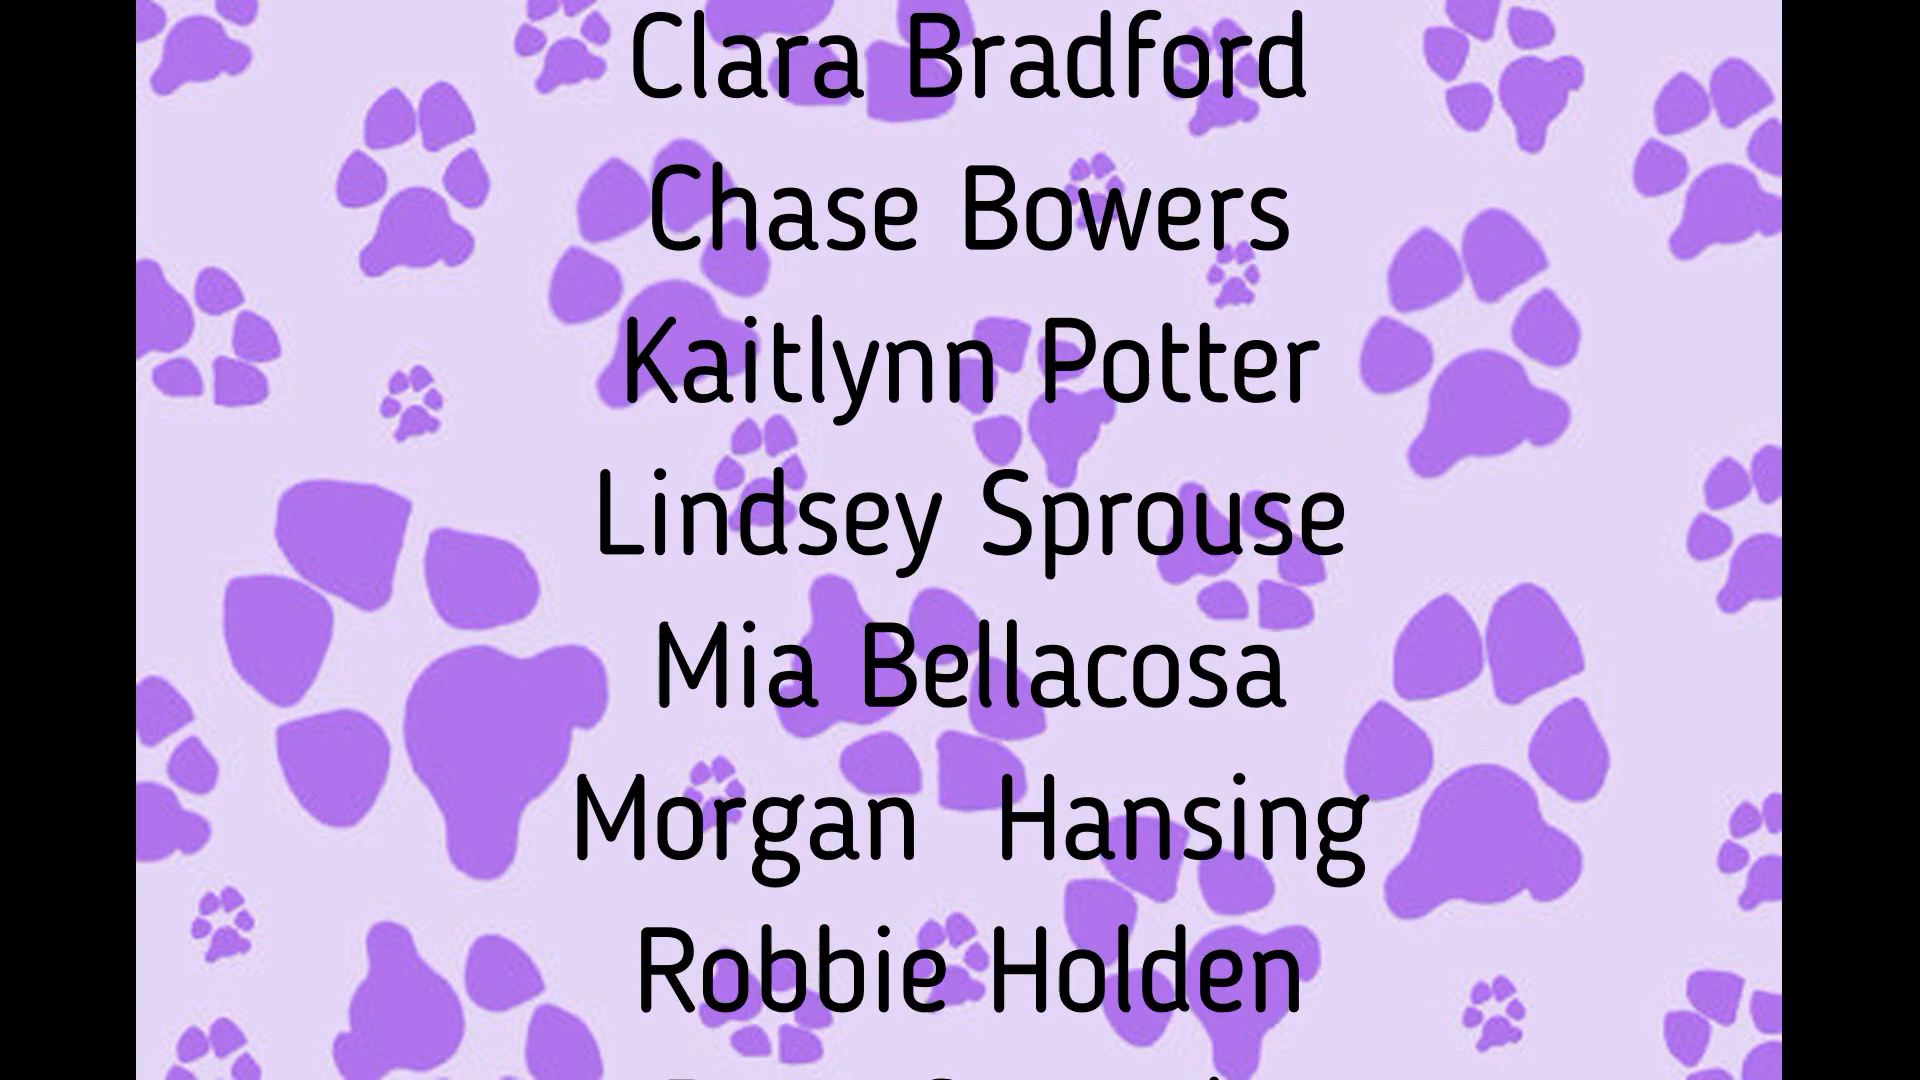 Clara Bradford
Chase Bowers
Kaitlynn Potter
Lindsey Sprouse
Mia Bellacosa
Morgan Hansing
Robbie Holden